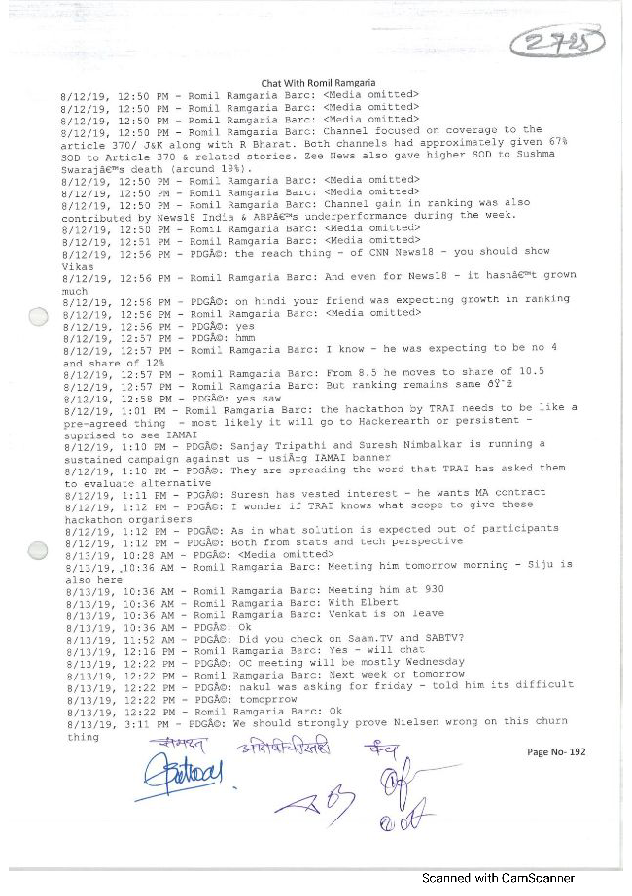 2725
Chat With Romil Ramgaria
8/12/19, 12:50 PM - Romil Ramgaria Barc: <Media omitted>
8/12/19, 12:50 PM - Romil Ramgaria Barc: <Media omitted>
8/12/19, 12:50 PM - Romil Ramgaria Barc: <Media omitted>
8/12/19, 12:50 PM - Romil Ramgaria Barc: Channel focused on coverage to the
article 370/ J&K along with R Bharat. Both channels had approximately given 67%
SOD to Article 370 & related stories. Zee News also gave higher SOD to Sushma
Swarajâ€™s death (around 19%).
8/12/19, 12:50 PM - Romil Ramgaria Barc: <Media omitted>
8/12/19, 12:50 PM - Romil Ramgaria Barc: <Media omitted>
8/12/19, 12:50 PM - Romil Ramgaria Barc: Channel gain in ranking was also
contributed by News18 India & ABPâ€™s underperformance during the week.
8/12/19, 12:50 PM - Romil Ramgaria Barc: <Media omitted>
8/12/19, 12:51 PM - Romil Ramgaria Barc: <Media omitted>
8/12/19, 12:56 PM - PDGÂ©: the reach thing - of CNN News18 - you should show
Vikas
8/12/19, 12:56 PM - Romil Ramgaria Barc: And even for News18 - it hasnâ€™t grown
much
8/12/19, 12:56 PM - PDGÂ©: on hindi your friend was expecting growth in ranking
8/12/19, 12:56 PM - Romil Ramgaria Barc: <Media omitted>
8/12/19, 12:56 PM - PDGÂ©: yes
8/12/19, 12:57 PM - PDGÂ©: hmm
8/12/19, 12:57 PM - Romil Ramgaria Barc: I know - he was expecting to be no 4
and share of 12%
8/12/19, 12:57 PM - Romil Ramgaria Barc: From 8.5 he moves to share of 10.5
8/12/19, 12:57 PM - Romil Ramgaria Barc: But ranking remains same ðŸ˜ž
8/12/19, 12:58 PM - PDGÂ©: yes saw
8/12/19, 1:01 PM - Romil Ramgaria Barc: the hackathon by TRAI needs to be like a
pre-agreed thing - most likely it will go to Hackerearth or persistent -
suprised to see IAMAI
8/12/19, 1:10 PM - PDGÂ©: Sanjay Tripathi and Suresh Nimbalkar is running a
sustained campaign against us - usiÃ±g IAMAI banner
8/12/19, 1:10 PM - PDGÂ©: They are spreading the word that TRAI has asked them
to evaluate alternative
8/12/19, 1:11 PM - PDGÂ©: Suresh has vested interest - he wants MA contract
8/12/19, 1:12 PM - PDGÂ©: I wonder if TRAI knows what scope to give these
hackathon organisers
8/12/19, 1:12 PM - PDGÂ©: As in what solution is expected out of participants
8/12/19, 1:12 PM - PDGÂ©: Both from stats and tech perspective
8/13/19, 10:28 AM - PDGÂ©: <Media omitted>
8/13/19, 10:36 AM - Romil Ramgaria Barc: Meeting him tomorrow morning - Siju is
also here
8/13/19, 10:36 AM - Romil Ramgaria Barc: Meeting him at 930
8/13/19, 10:36 AM - Romil Ramgaria Barc: With Elbert
8/13/19, 10:36 AM - Romil Ramgaria Barc: Venkat is on leave
8/13/19, 10:36 AM - PDGÂ©: Ok
8/13/19, 11:52 AM - PDGÂ©: Did you check on Saam.TV and SABTV?
8/13/19, 12:16 PM - Romil Ramgaria Barc: Yes - will chat
8/13/19, 12:22 PM - PDGÂ©: OC meeting will be mostly Wednesday
8/13/19, 12:22 PM - Romil Ramgaria Barc: Next week or tomorrow
8/13/19, 12:22 PM - PDGÂ©: nakul was asking for friday - told him its difficult
8/13/19, 12:22 PM - PDGÂ©: tomoprrow
8/13/19, 12:22 PM - Romil Ramgaria Barc: Ok
8/13/19, 3:11 PM - PDGÂ©: We should strongly prove Nielsen wrong on this churn
thing
समक्ष
पंच
Page No- 192
Scanned with CamScanner